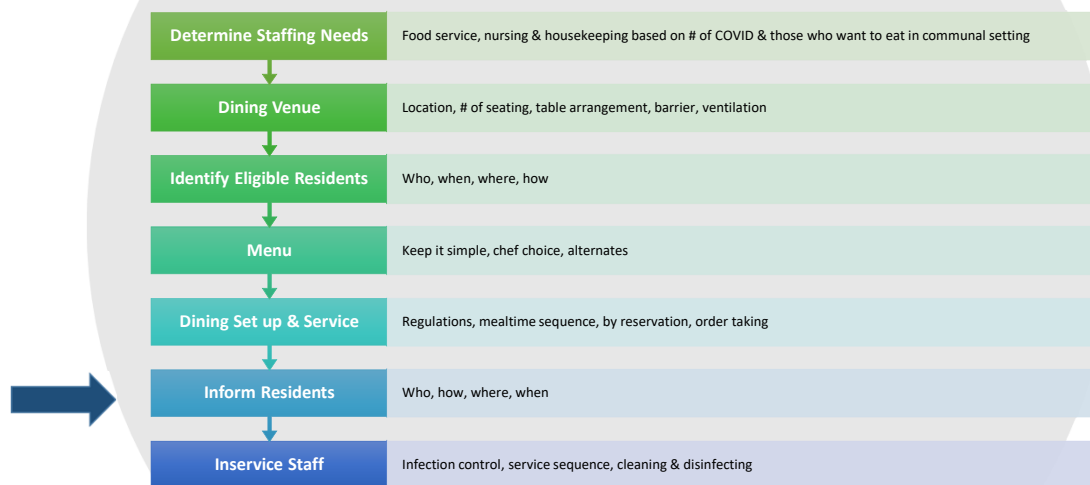 Determine Staffing Needs
Food service, nursing & housekeeping based on # of COVID & those who want to eat in communal setting
Dining Venue
Location, # of seating, table arrangement, barrier, ventilation
Identify Eligible Residents
Who, when, where, how
Menu
Keep it simple, chef choice, alternates
Dining Set up & Service
Regulations, mealtime sequence, by reservation, order taking
Inform Residents
Who, how, where, when
Inservice Staff
Infection control, service sequence, cleaning & disinfecting